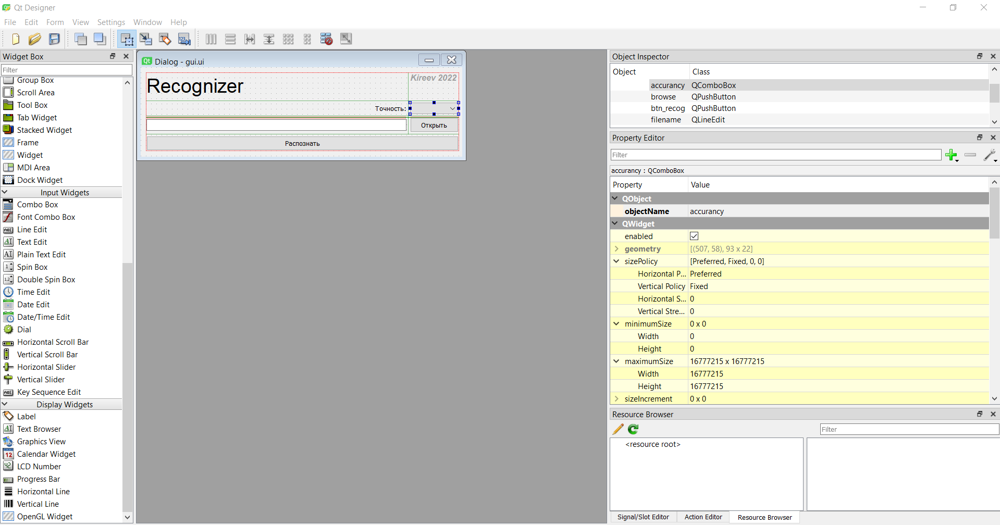 Qt Designer
File Edit Form View Settings Window Help
Widget Box
Filter
Group Box
Scroll Area
Tool Box
Tab Widget
Stacked Widget
Frame
Widget
MDI Area
Dock Widget
Input Widgets
Combo Box
Font Combo Box
Line Edit
Text Edit
Plain Text Edit
Spin Box
Double Spin Box
Time Edit
Date Edit
Date/Time Edit
Dial
Horizontal Scroll Bar
Vertical Scroll Bar
Horizontal Slider
Vertical Slider
Key Sequence Edit
Display Widgets
Label
Text Browser
Graphics View
Calendar Widget
LCD Number
Progress Bar
Horizontal Line
Vertical Line
OpenGL Widget
Dialog - gui.ui
Recognizer
Kireev 2022
Точность:
Открыть
Распознать
Object Inspector
Object Class
accurancy QComboBox
browse QPushButton
btn_recog QPushButton
filename QLineEdit
Property Editor
Filter
accurancy : QComboBox
Property Value
QObject
objectName accurancy
QWidget
enabled
geometry [(507, 58), 93 x 22]
sizePolicy [Preferred, Fixed, 0, 0]
Horizontal P... Preferred
Vertical Policy Fixed
Horizontal S... 0
Vertical Stre... 0
minimumSize 0 x 0
Width 0
Height 0
maximumSize 16777215 x 16777215
Width 16777215
Height 16777215
sizeIncrement 0 x 0
Resource Browser
Filter
<resource root>
Signal/Slot Editor Action Editor Resource Browser